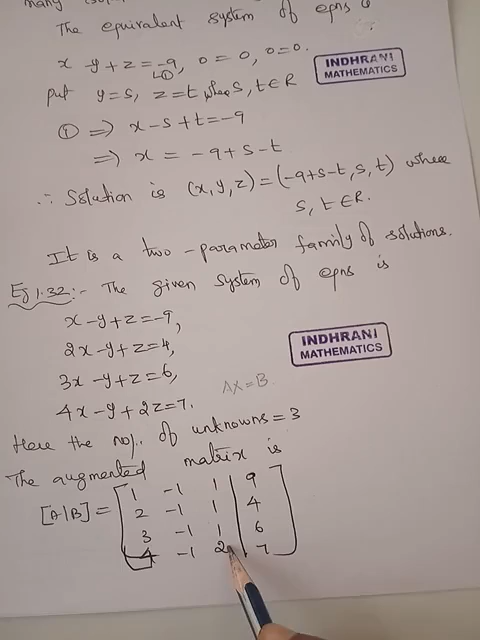 many
The equivalent system of eqns is
x - y + z = -9, 0 = 0, 0 = 0.
①
put y = s, z = t where s, t ∈ R
INDHRANI
MATHEMATICS
① ⇒ x - s + t = -9
⇒ x = -9 + s - t
∴ Solution is (x, y, z) = (-9+s-t, s, t) where
s, t ∈ R.
It is a two-parameter family of solutions.
Eg 1.32:- The given system of eqns is
x - y + z = -9,
2x - y + z = 4,
3x - y + z = 6,
4x - y + 2z = 7.
INDHRANI
MATHEMATICS
AX = B
Here the no. of unknowns = 3
The augmented matrix is
[A|B] = [1 -1 1 | 9
2 -1 1 | 4
3 -1 1 | 6
4 -1 2 | 7]